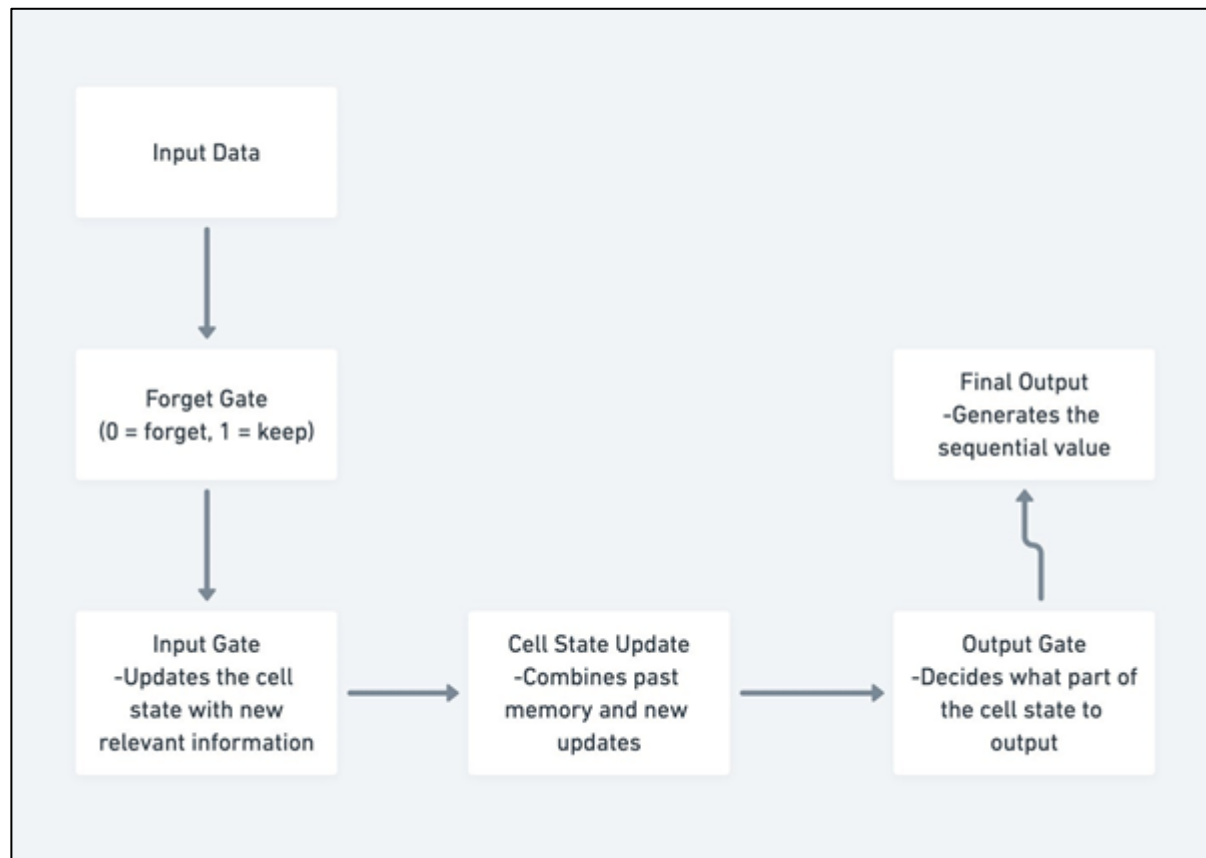 Input Data
Forget Gate
(0 = forget, 1 = keep)
Input Gate
-Updates the cell
state with new
relevant information
Cell State Update
-Combines past
memory and new
updates
Output Gate
-Decides what part of
the cell state to
output
Final Output
-Generates the
sequential value